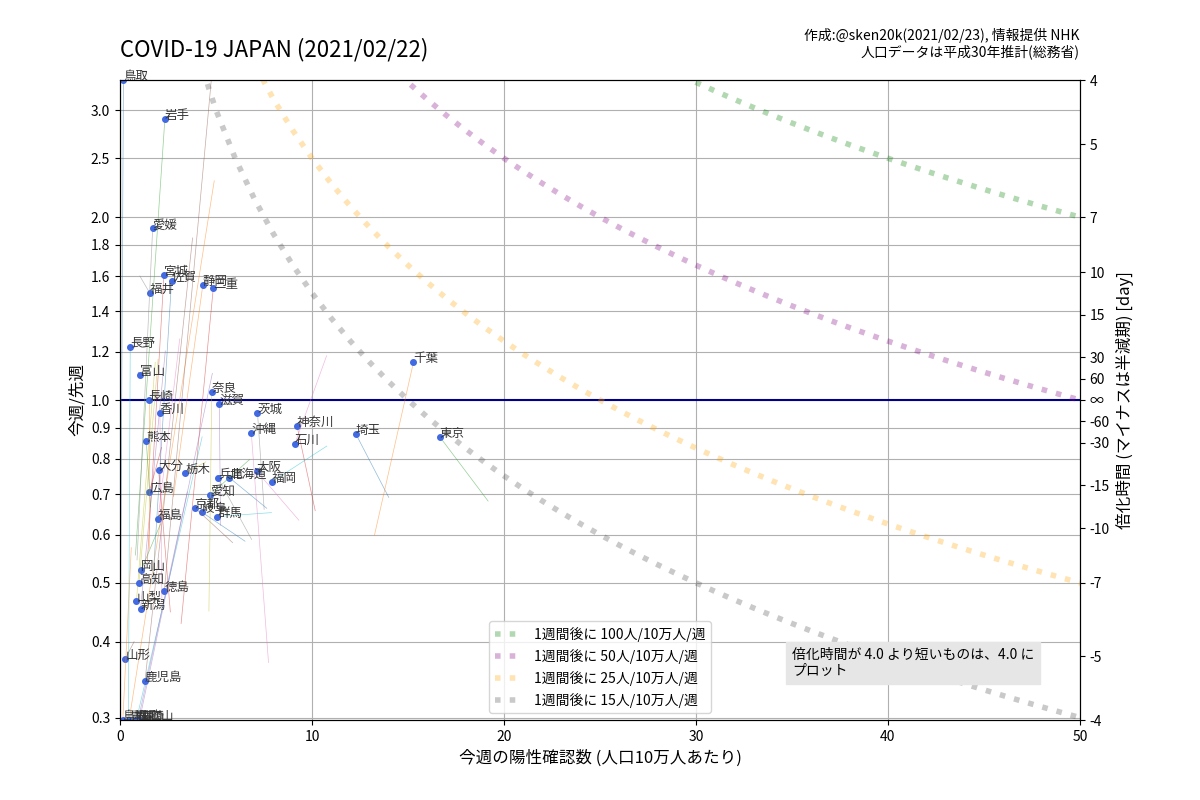 COVID-19 JAPAN (2021/02/22)
作成:@sken20k(2021/02/23), 情報提供 NHK
人口データは平成30年推計(総務省)
鳥取
岩手
愛媛
宮城
佐賀
静岡
三重
福井
長野
千葉
富山
奈良
長崎
滋賀
香川
茨城
神奈川
沖縄
埼玉
東京
熊本
石川
大分
栃木
大阪
兵庫
北海道
福岡
広島
愛知
京都
岐阜
群馬
福島
岡山
高知
徳島
山梨
新潟
山形
鹿児島
3.0
2.5
2.0
1.8
1.6
1.4
1.2
1.0
0.9
0.8
0.7
0.6
0.5
0.4
0.3
今週/先週
4
5
7
10
15
30
60
∞
-60
-30
-15
-10
-7
-5
-4
倍化時間 (マイナスは半減期) [day]
1週間後に 100人/10万人/週
1週間後に 50人/10万人/週
1週間後に 25人/10万人/週
1週間後に 15人/10万人/週
倍化時間が 4.0 より短いものは、4.0 に
プロット
0 10 20 30 40 50
今週の陽性確認数 (人口10万人あたり)